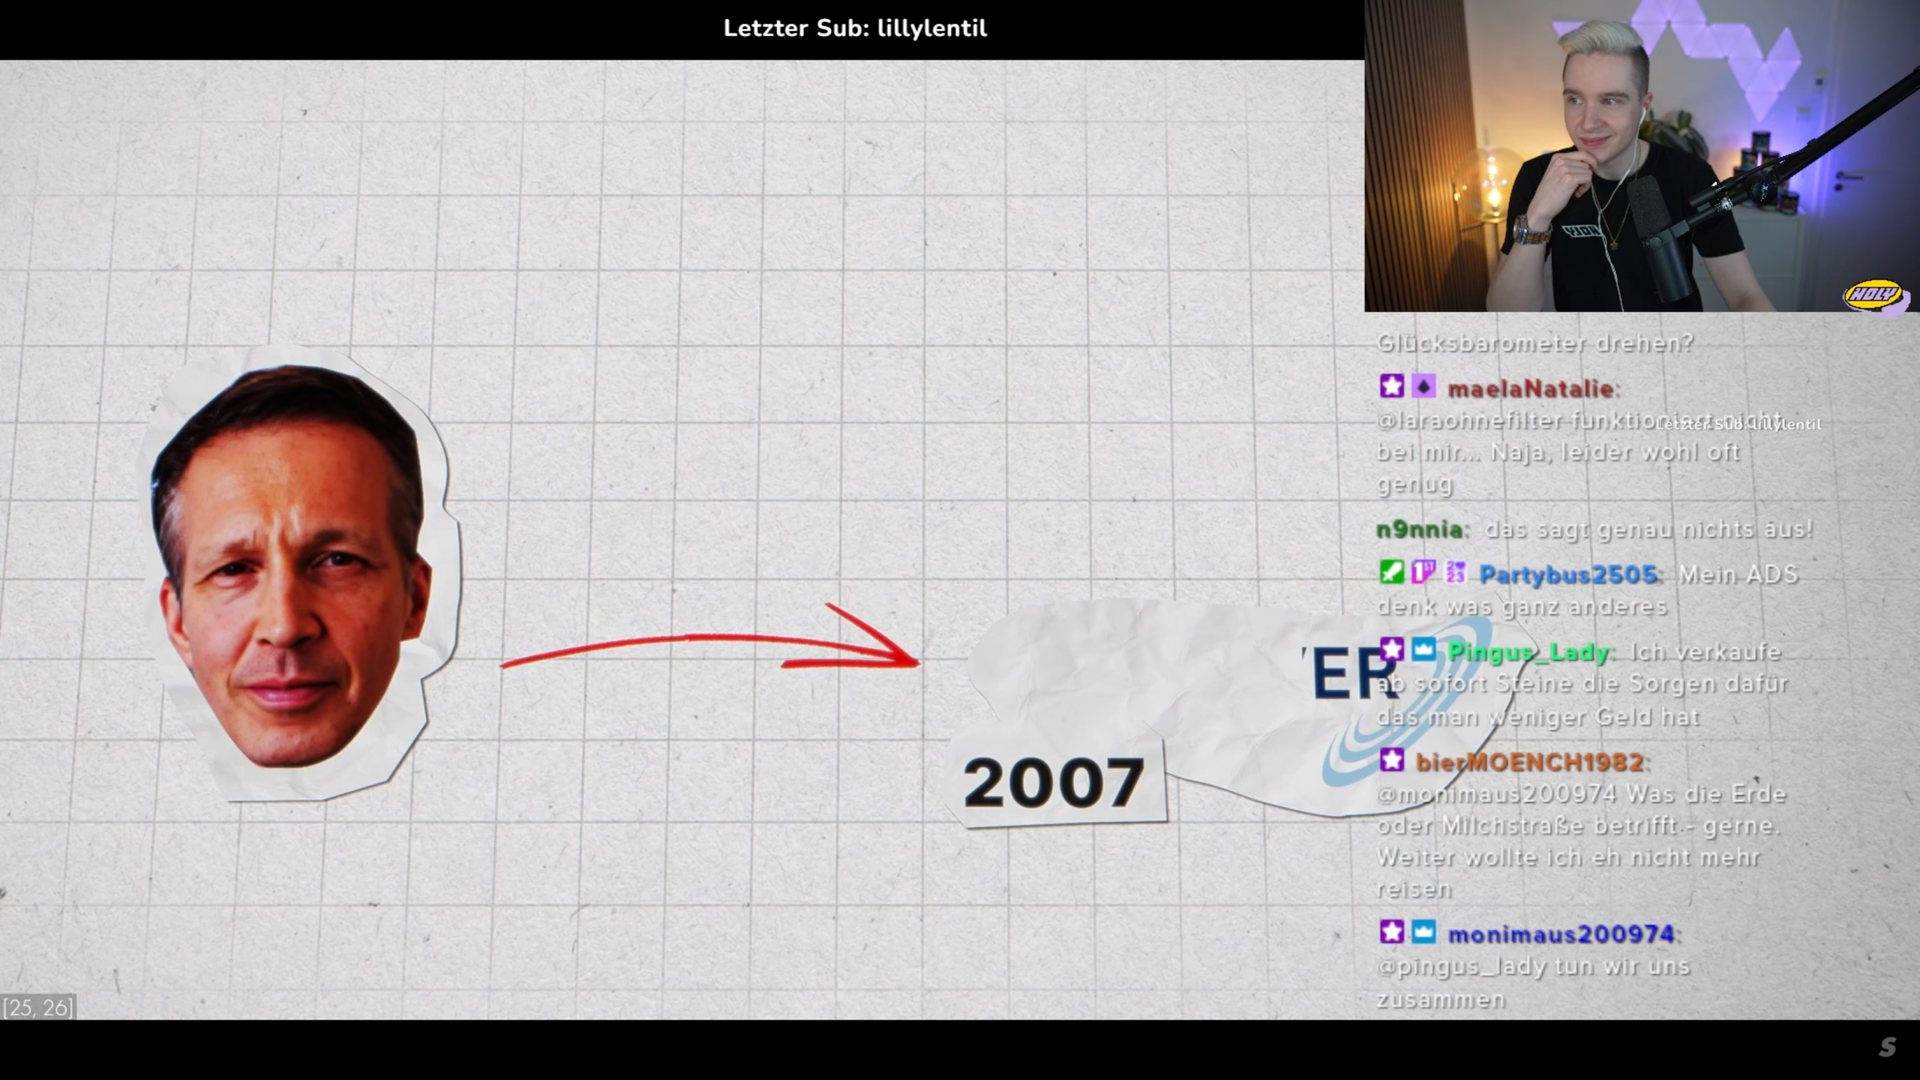 Letzter Sub: lillylentil
HOLY
Glücksbarometer drehen?
maelaNatalie:
@laraohnefilter funktioniert nicht
Letzter Sub: lillylentil
bei mir... Naja, leider wohl oft
genug
n9nnia: das sagt genau nichts aus!
Partybus2505: Mein ADS
denk was ganz anderes
Pingus_Lady: Ich verkaufe
ab sofort Steine die Sorgen dafür
das man weniger Geld hat
bierMOENCH1982:
@monimaus200974 Was die Erde
oder Milchstraße betrifft - gerne.
Weiter wollte ich eh nicht mehr
reisen
monimaus200974:
@pingus_lady tun wir uns
zusammen
ER
2007
[25, 26]
S